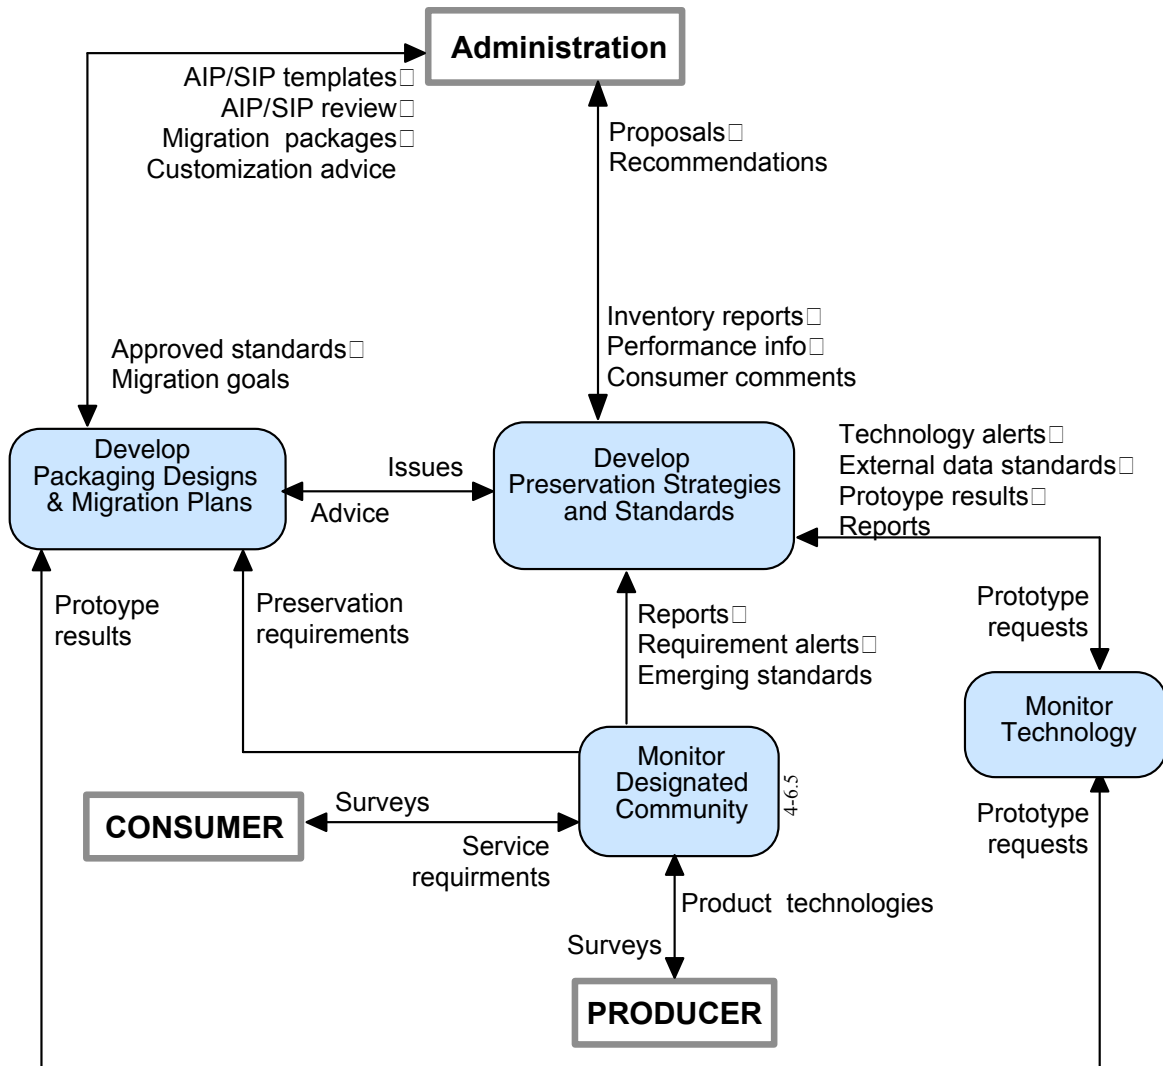 Administration
AIP/SIP templates□
AIP/SIP review□
Migration packages□
Customization advice
Proposals□
Recommendations
Inventory reports□
Performance info□
Consumer comments
Approved standards□
Migration goals
Develop
Packaging Designs
& Migration Plans
Issues
Advice
Develop
Preservation Strategies
and Standards
Technology alerts□
External data standards□
Protoype results□
Reports
Protoype
results
Preservation
requirements
Reports□
Requirement alerts□
Emerging standards
Prototype
requests
Monitor
Technology
Monitor
Designated
Community
4-6.5
CONSUMER
Surveys
Service
requirments
Prototype
requests
Product technologies
Surveys
PRODUCER